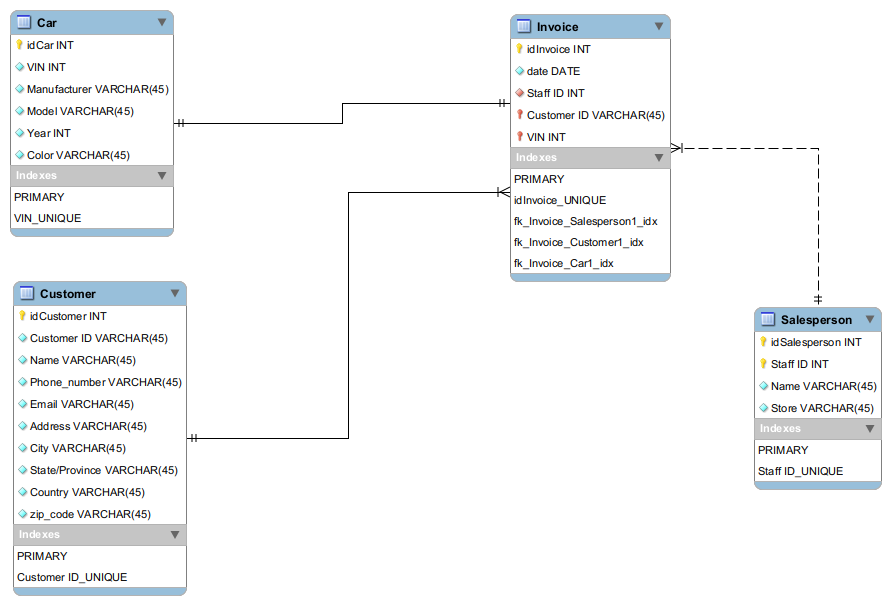 Car
idCar INT
VIN INT
Manufacturer VARCHAR(45)
Model VARCHAR(45)
Year INT
Color VARCHAR(45)
Indexes
PRIMARY
VIN_UNIQUE
Customer
idCustomer INT
Customer ID VARCHAR(45)
Name VARCHAR(45)
Phone_number VARCHAR(45)
Email VARCHAR(45)
Address VARCHAR(45)
City VARCHAR(45)
State/Province VARCHAR(45)
Country VARCHAR(45)
zip_code VARCHAR(45)
Indexes
PRIMARY
Customer ID_UNIQUE
Invoice
idInvoice INT
date DATE
Staff ID INT
Customer ID VARCHAR(45)
VIN INT
Indexes
PRIMARY
idInvoice_UNIQUE
fk_Invoice_Salesperson1_idx
fk_Invoice_Customer1_idx
fk_Invoice_Car1_idx
Salesperson
idSalesperson INT
Staff ID INT
Name VARCHAR(45)
Store VARCHAR(45)
Indexes
PRIMARY
Staff ID_UNIQUE